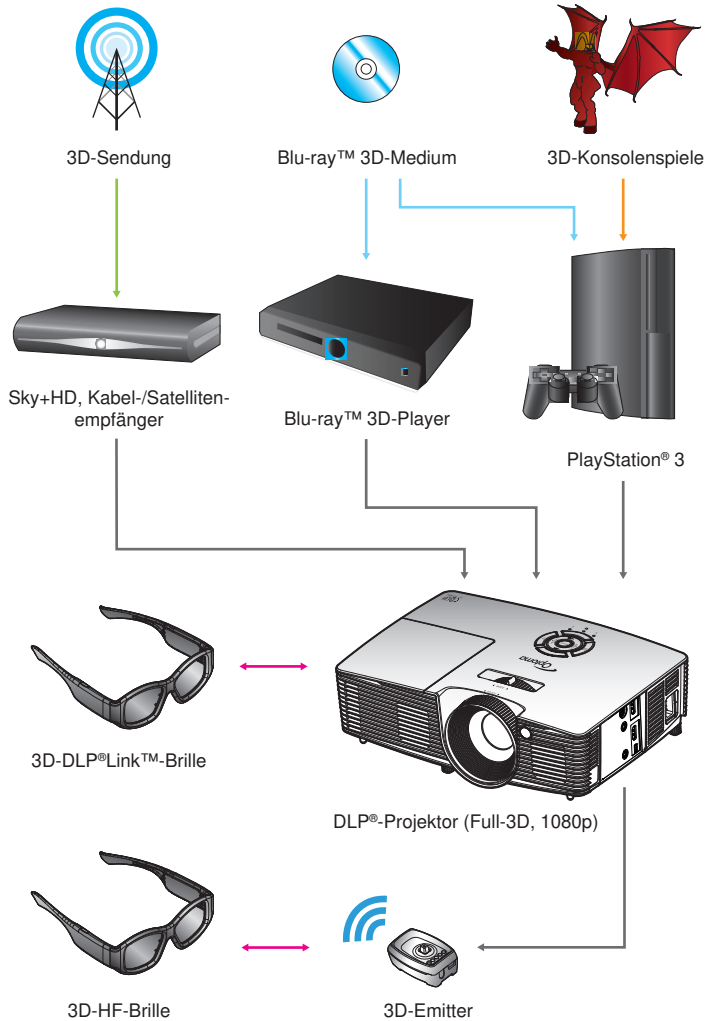 3D-Sendung
Blu-ray™ 3D-Medium
3D-Konsolenspiele
Sky+HD, Kabel-/Satelliten-
empfänger
Blu-ray™ 3D-Player
PlayStation® 3
Optoma
3D-DLP®Link™-Brille
DLP®-Projektor (Full-3D, 1080p)
3D-HF-Brille
3D-Emitter